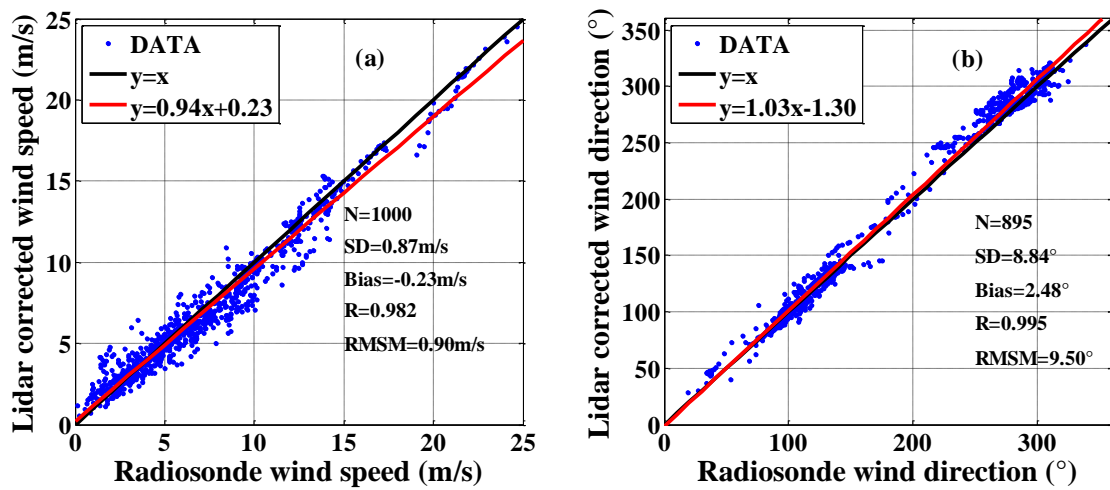 25
20
15
10
5
0
0
5
10
15
20
25
Lidar corrected wind speed (m/s)
Radiosonde wind speed (m/s)
DATA
y=x
y=0.94x+0.23
(a)
N=1000
SD=0.87m/s
Bias=-0.23m/s
R=0.982
RMSM=0.90m/s
350
300
250
200
150
100
50
0
0
100
200
300
Lidar corrected wind direction (°)
Radiosonde wind direction (°)
DATA
y=x
y=1.03x-1.30
(b)
N=895
SD=8.84°
Bias=2.48°
R=0.995
RMSM=9.50°